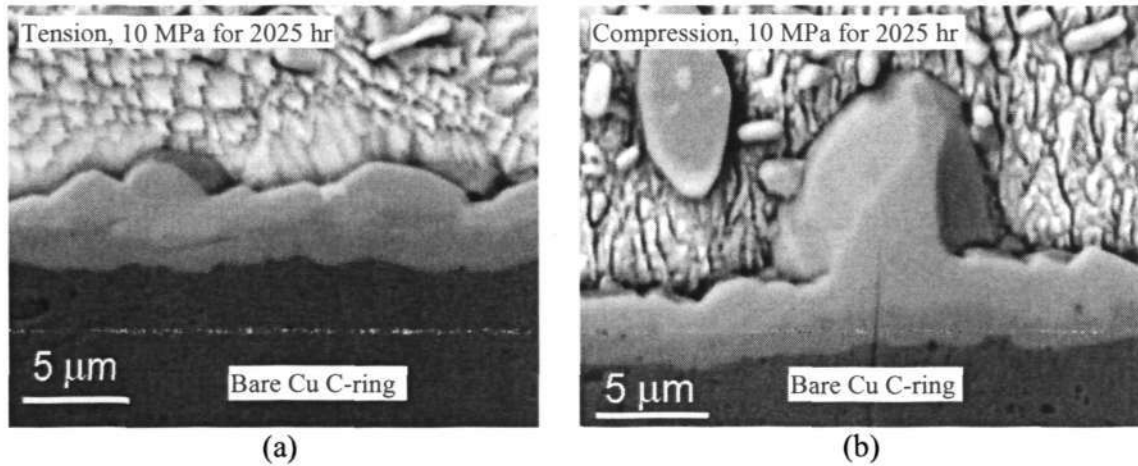 Tension, 10 MPa for 2025 hr
Compression, 10 MPa for 2025 hr
5 μm
Bare Cu C-ring
5 μm
Bare Cu C-ring
(a)
(b)